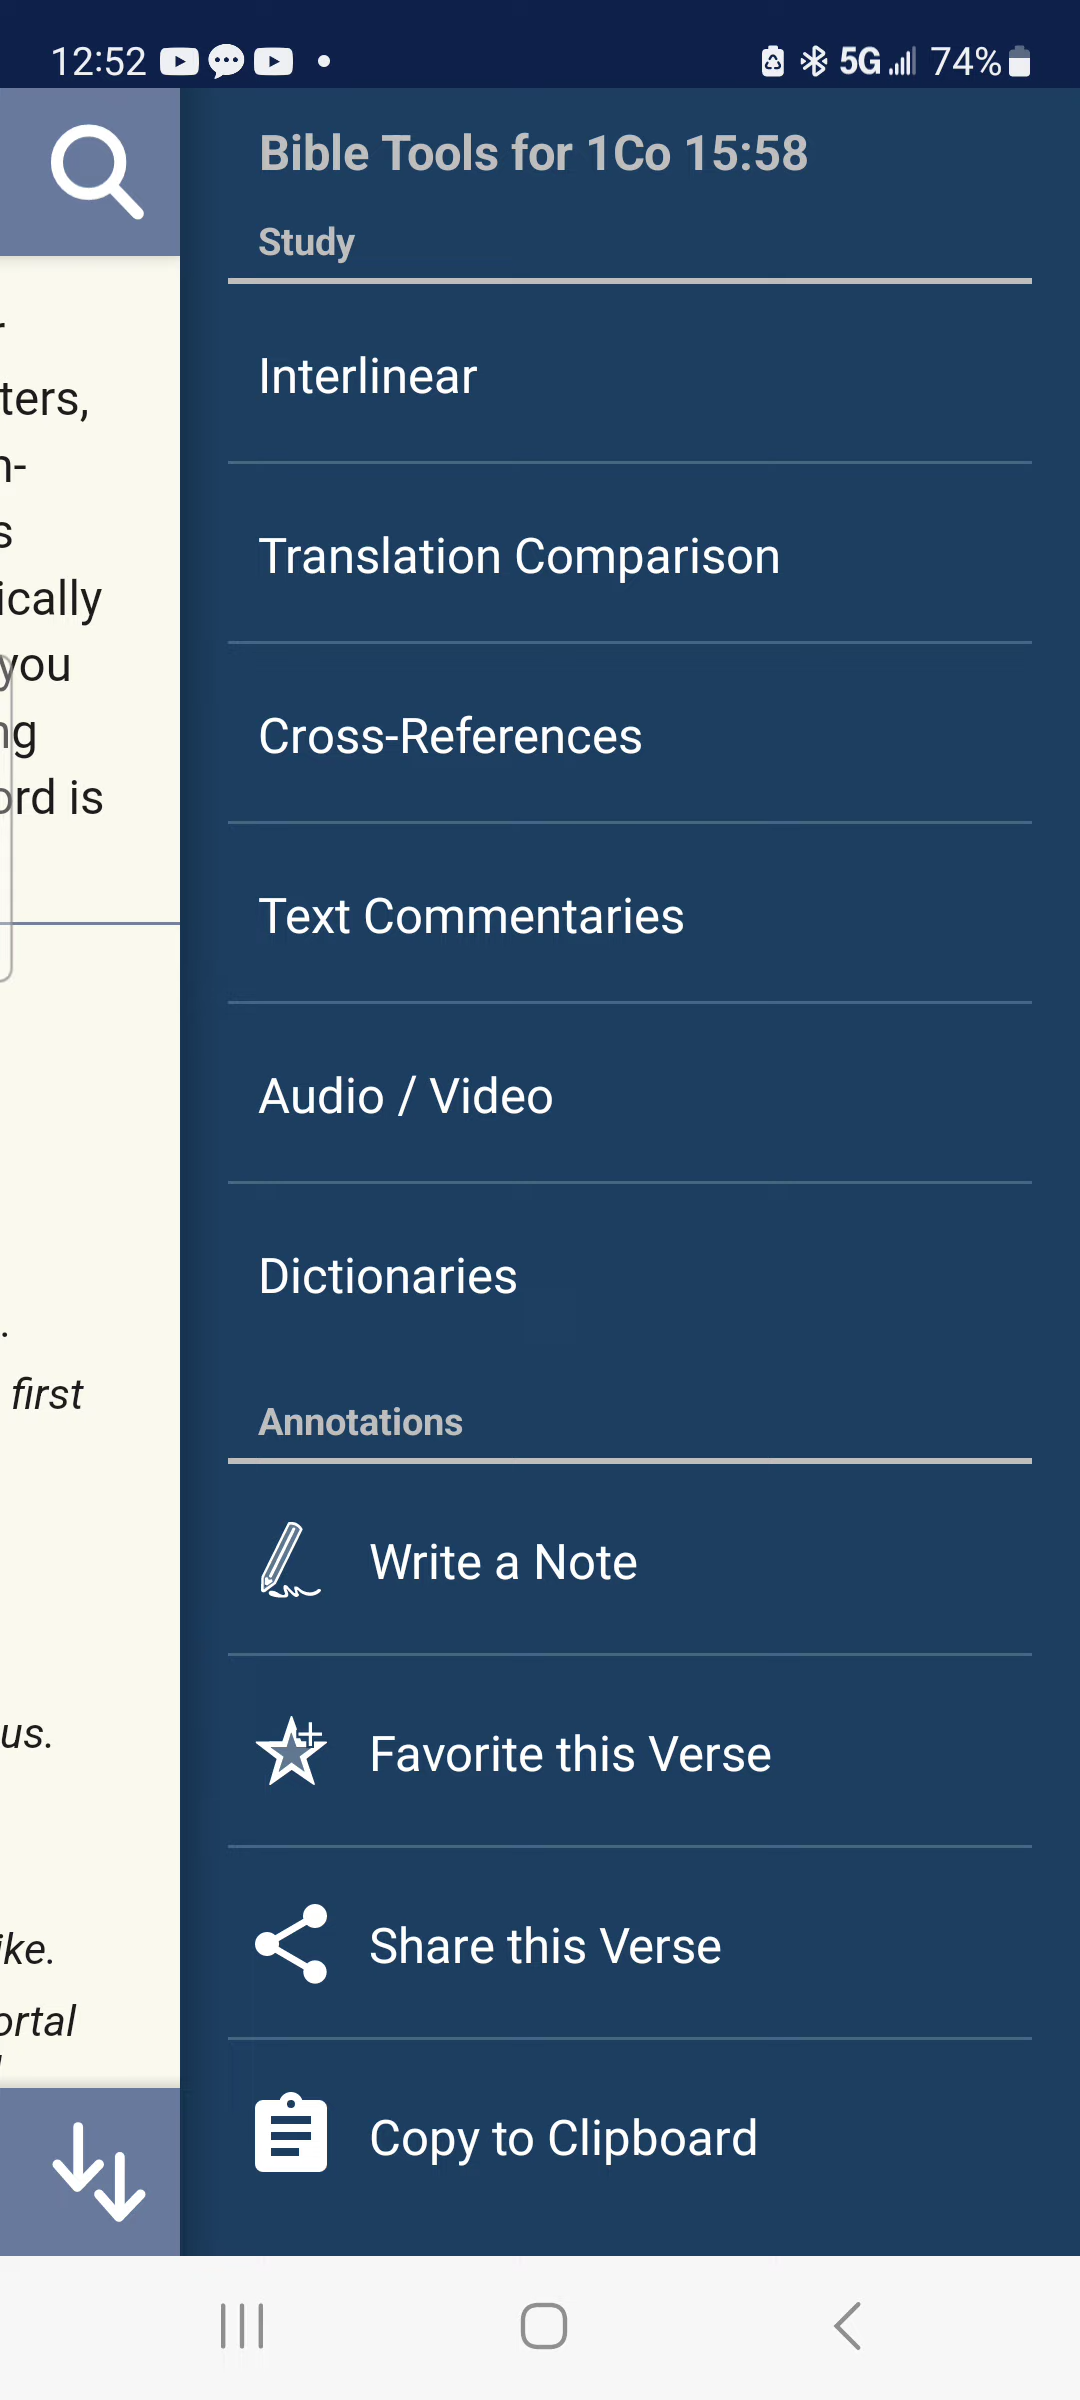 12:52 5G 74%
Bible Tools for 1Co 15:58
Study
Interlinear
Translation Comparison
Cross-References
Text Commentaries
Audio / Video
Dictionaries
Annotations
Write a Note
Favorite this Verse
Share this Verse
Copy to Clipboard
ters,
n-
s
ically
you
ng
ord is
.
first
us.
ike.
ortal